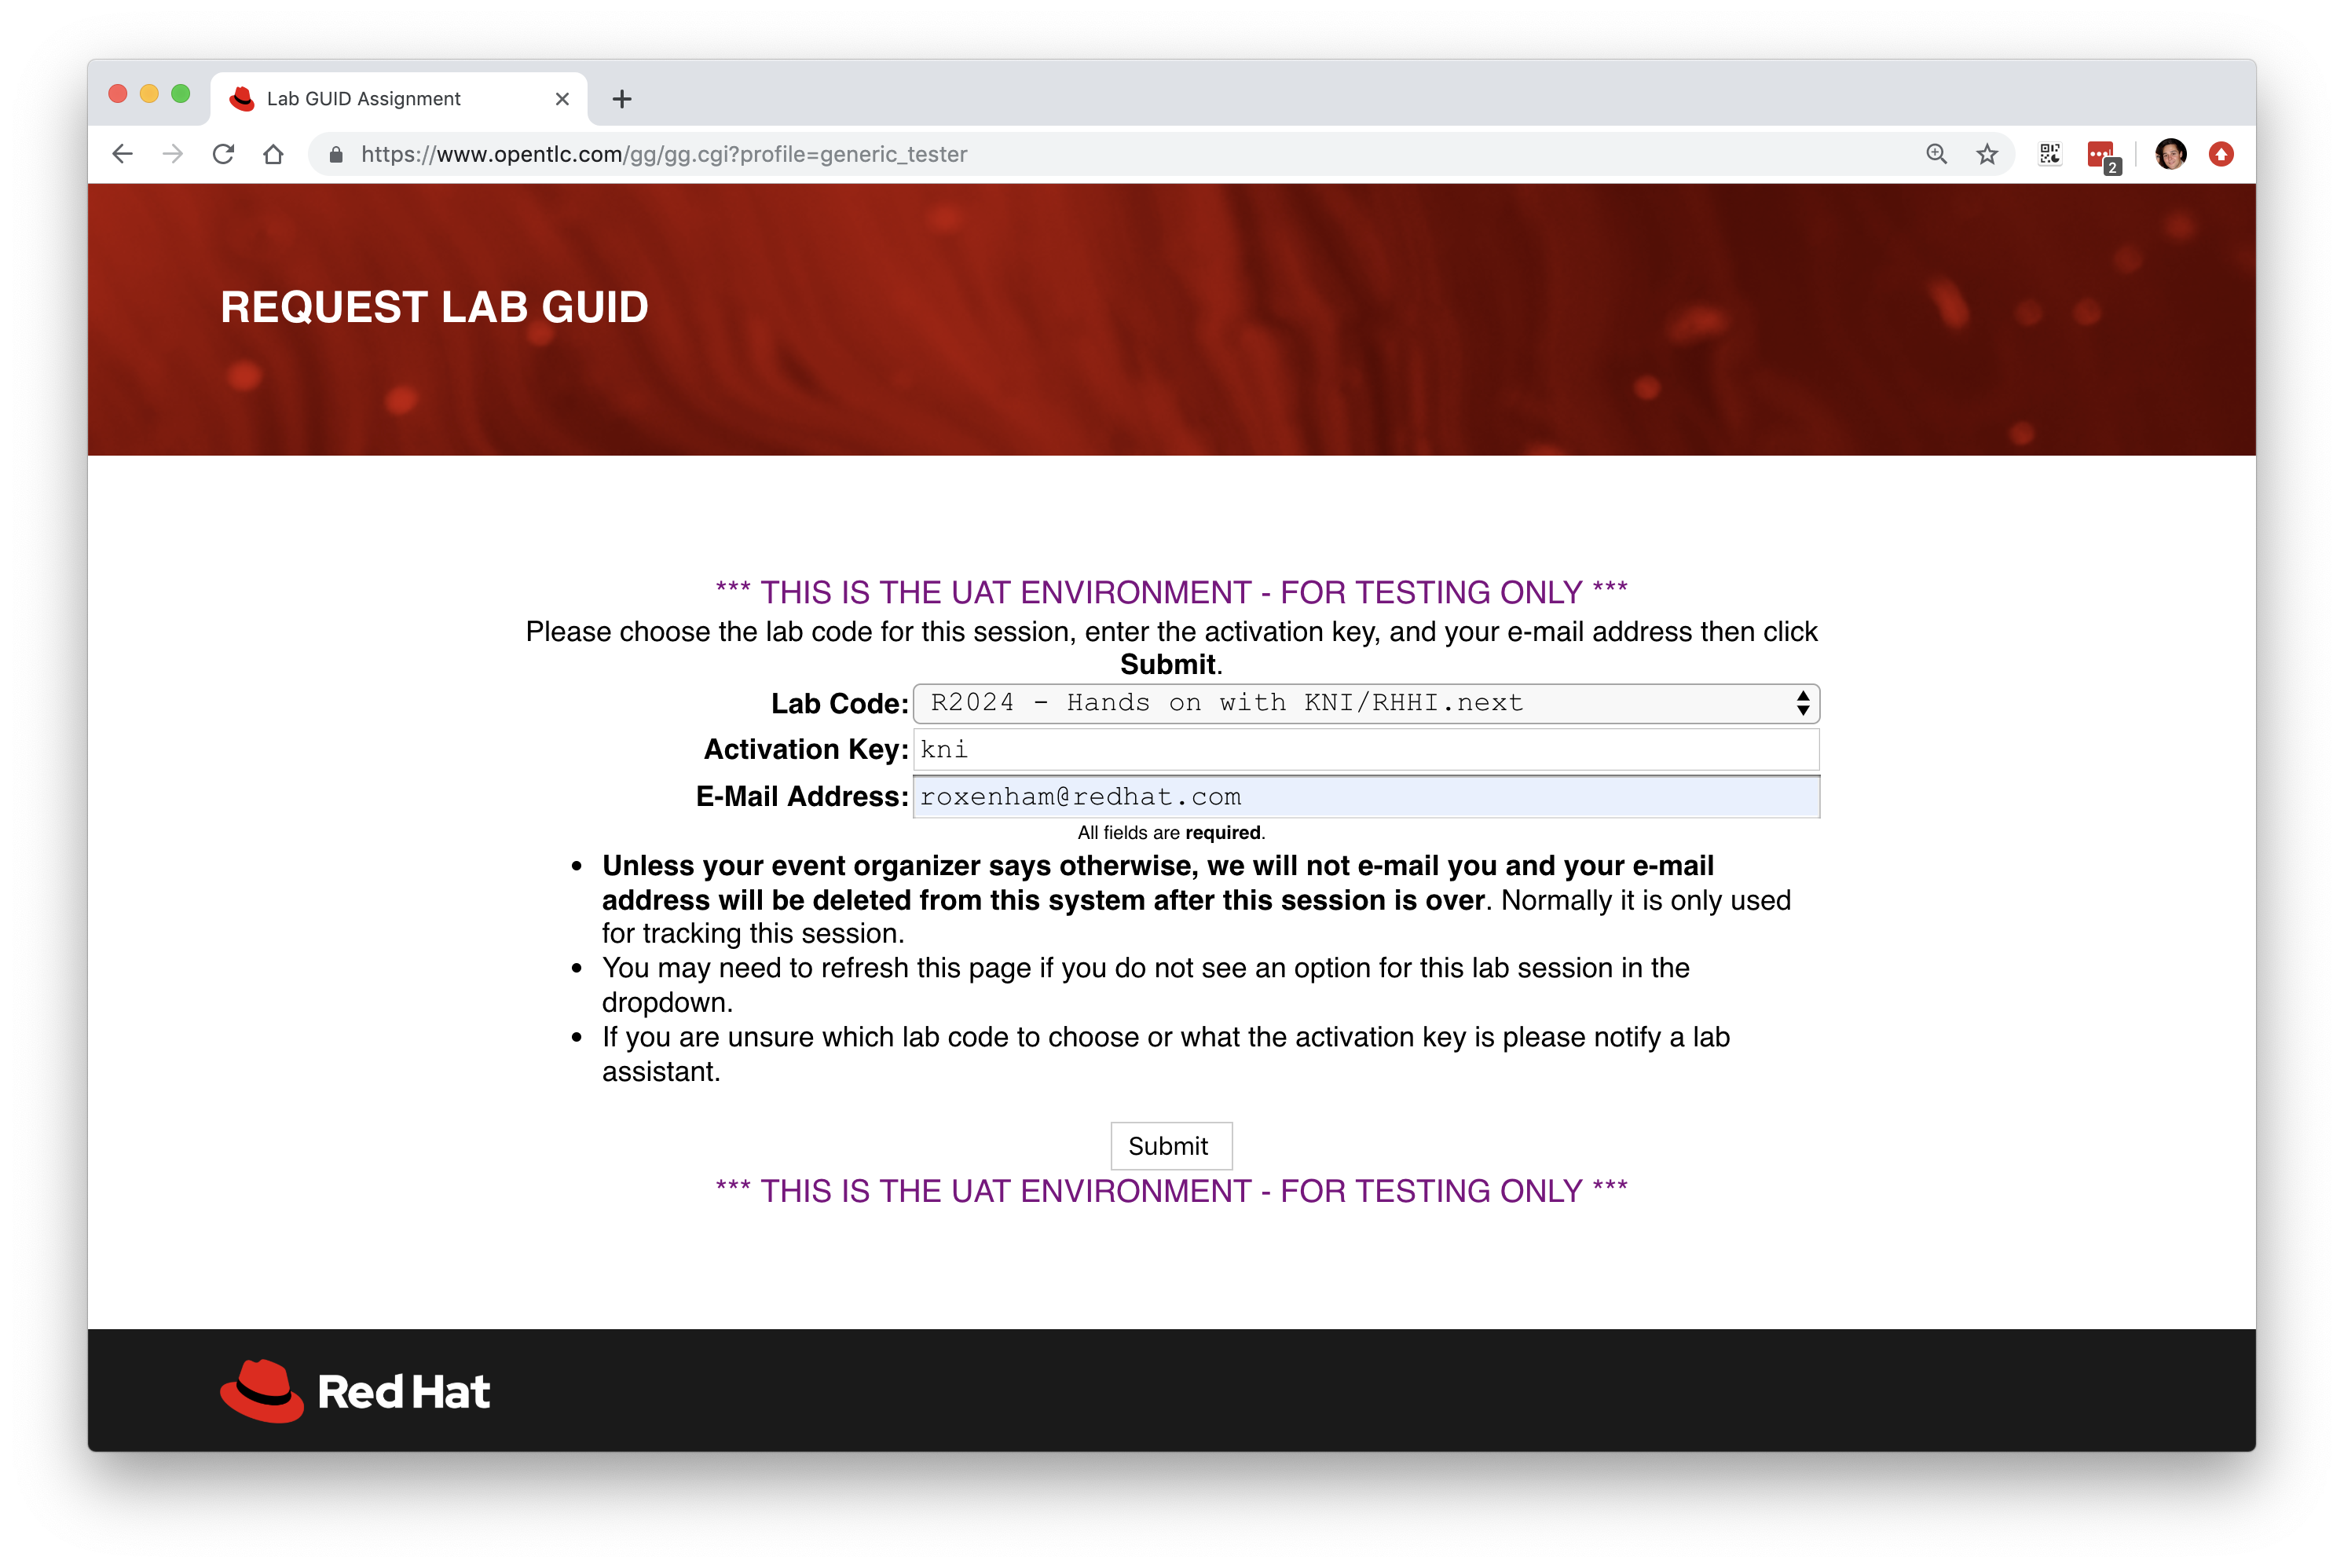 Lab GUID Assignment
https://www.opentlc.com/gg/gg.cgi?profile=generic_tester
2
REQUEST LAB GUID
*** THIS IS THE UAT ENVIRONMENT - FOR TESTING ONLY ***
Please choose the lab code for this session, enter the activation key, and your e-mail address then click
Submit.
Lab Code: R2024 - Hands on with KNI/RHHI.next
Activation Key: kni
E-Mail Address: roxenham@redhat.com
All fields are required.
• Unless your event organizer says otherwise, we will not e-mail you and your e-mail
address will be deleted from this system after this session is over. Normally it is only used
for tracking this session.
• You may need to refresh this page if you do not see an option for this lab session in the
dropdown.
• If you are unsure which lab code to choose or what the activation key is please notify a lab
assistant.
Submit
*** THIS IS THE UAT ENVIRONMENT - FOR TESTING ONLY ***
Red Hat